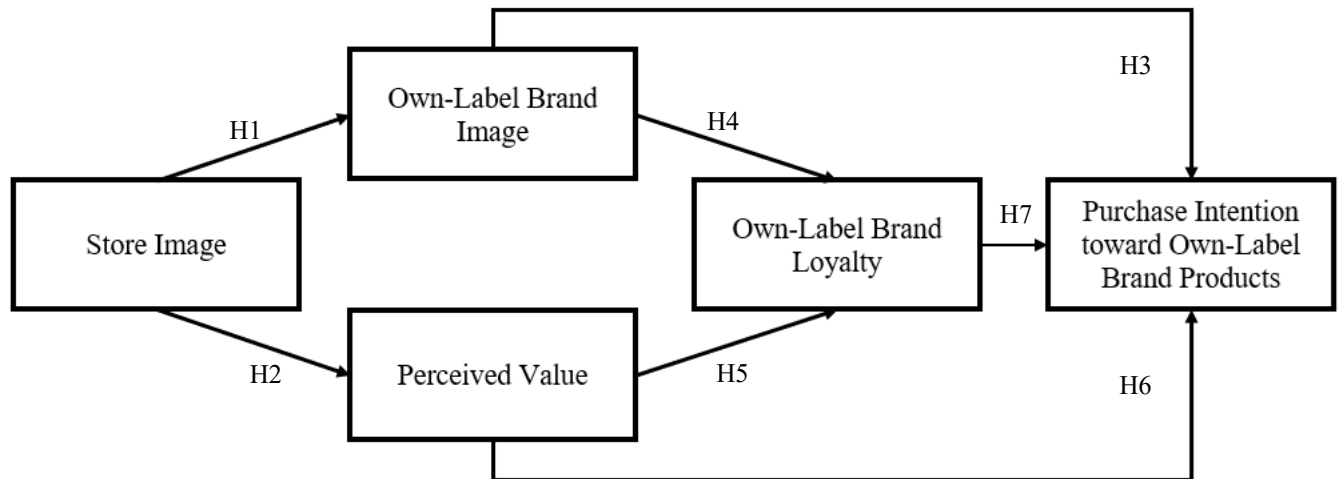 H3
Own-Label Brand
Image
H1
H4
Store Image
Own-Label Brand
Loyalty
H7
Purchase Intention
toward Own-Label
Brand Products
H2
Perceived Value
H5
H6